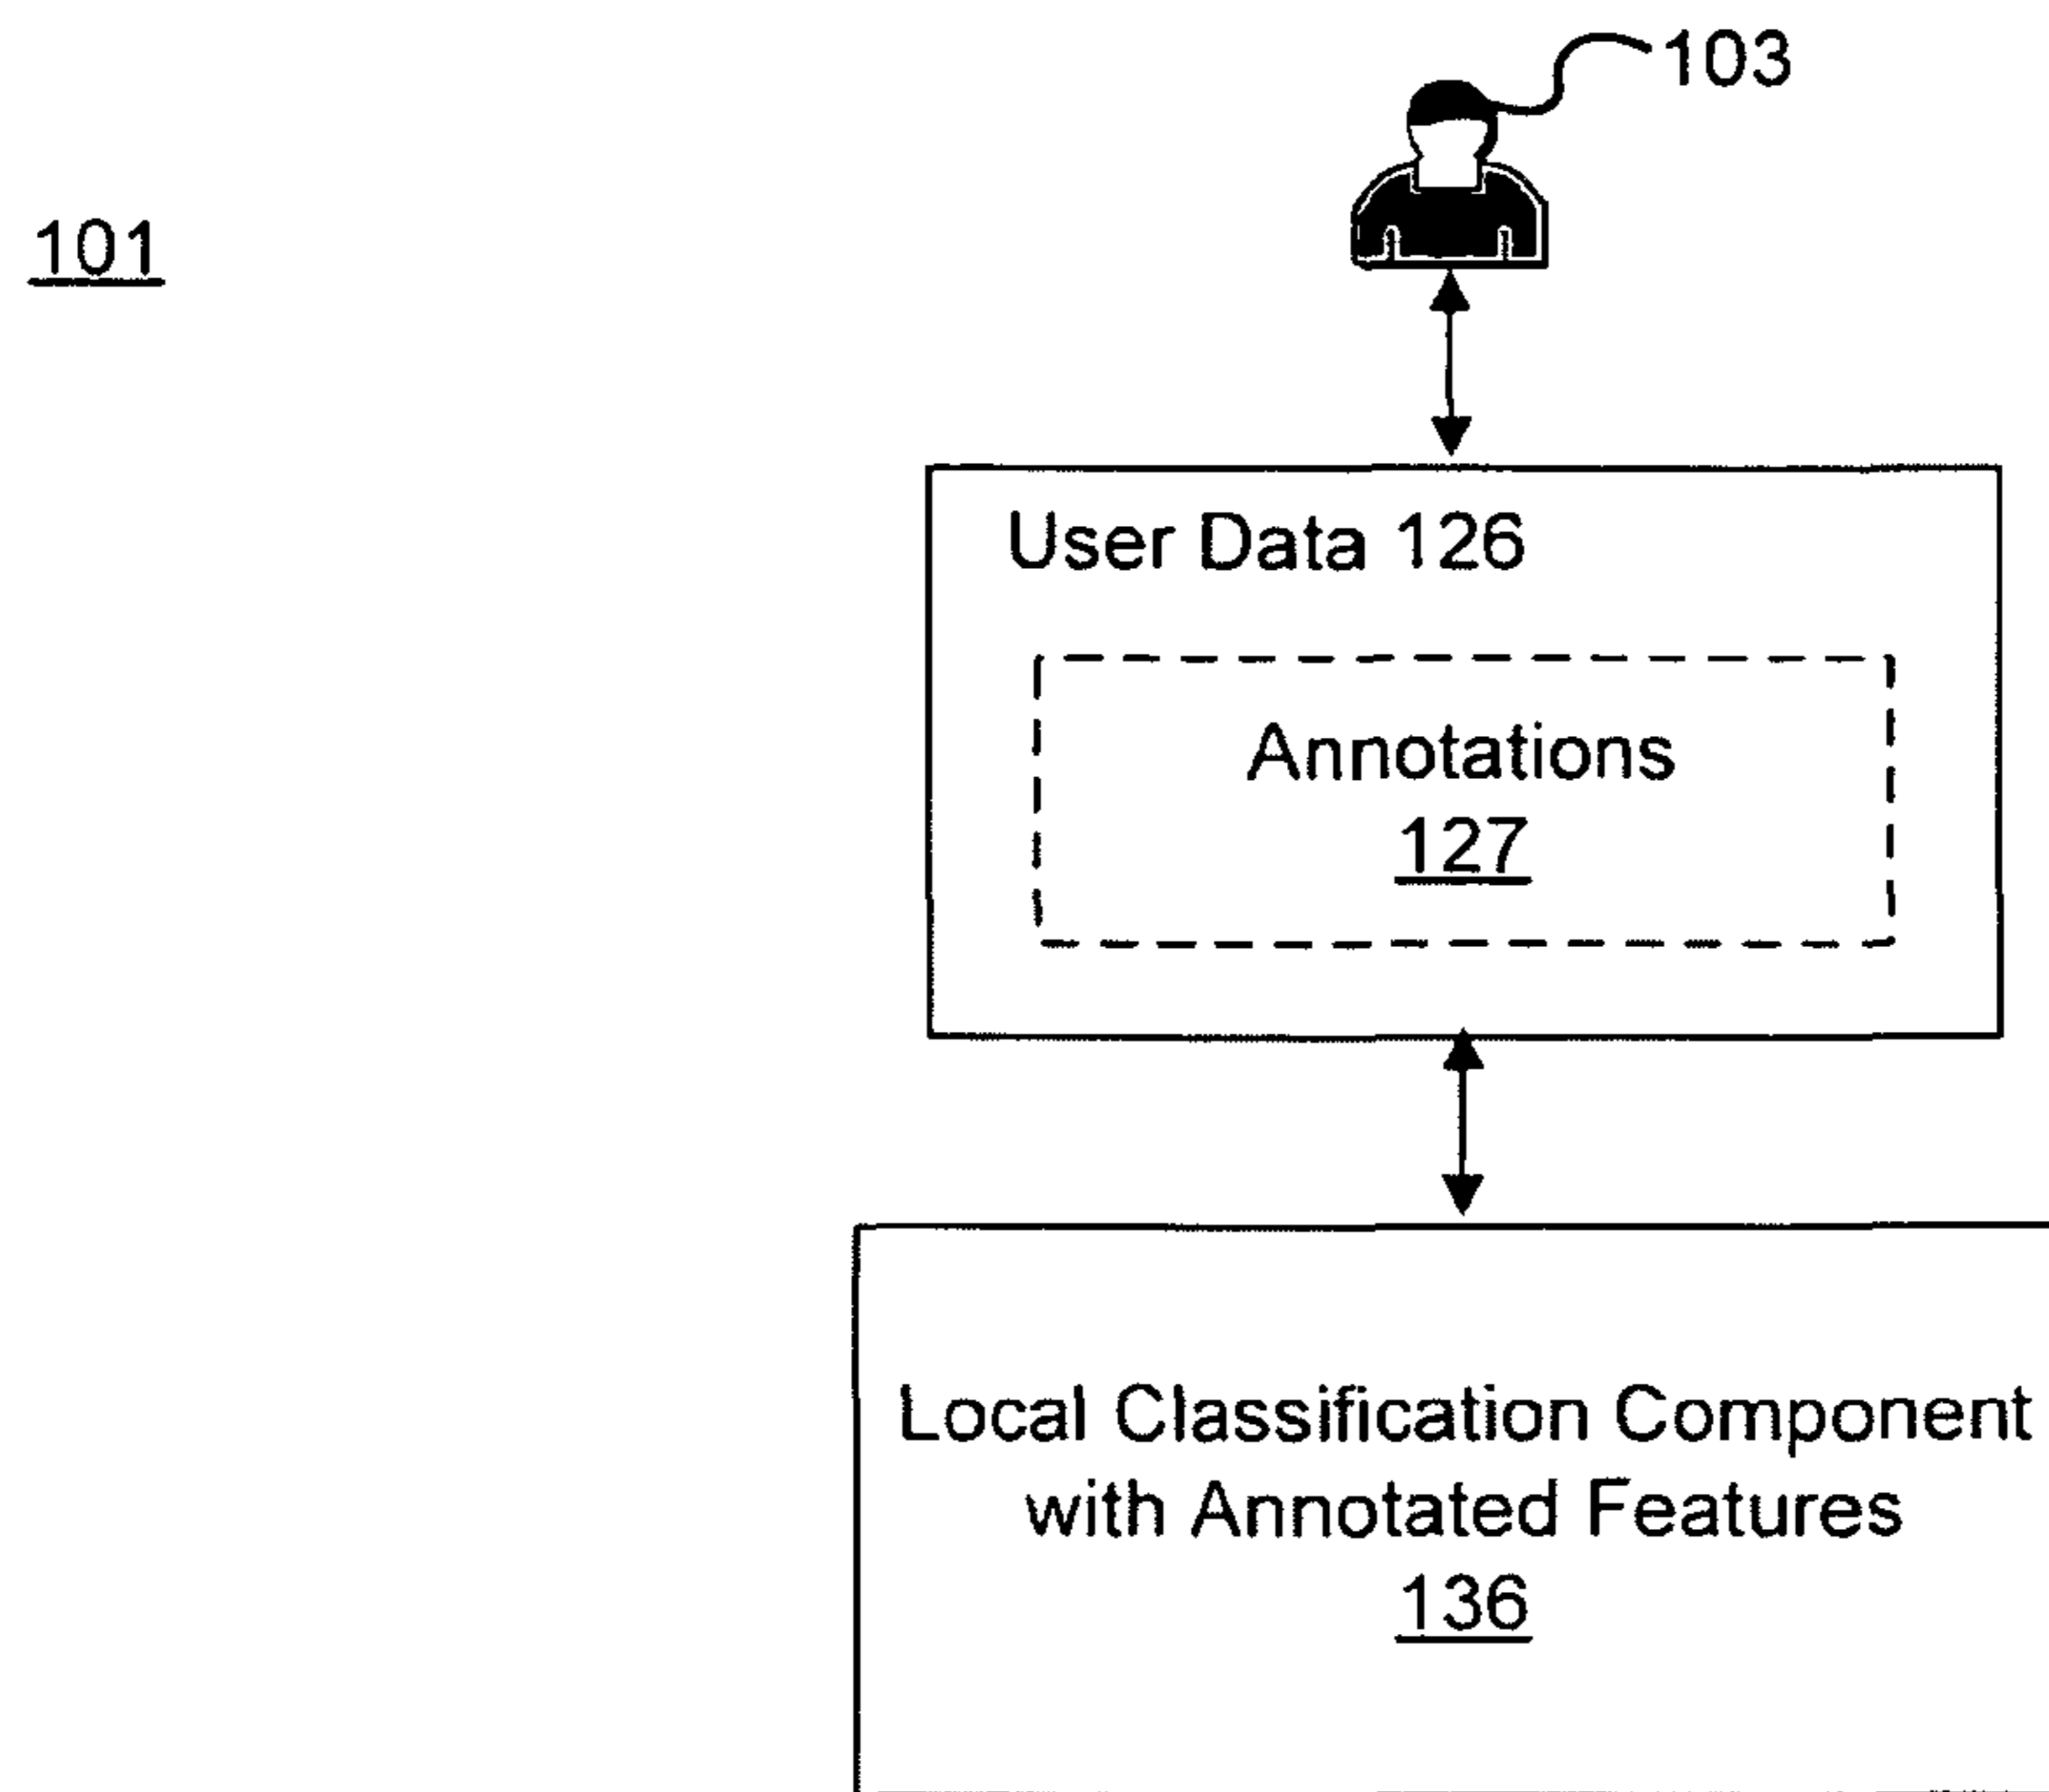 103
101
User Data 126
Annotations
127
Local Classification Component
with Annotated Features
136